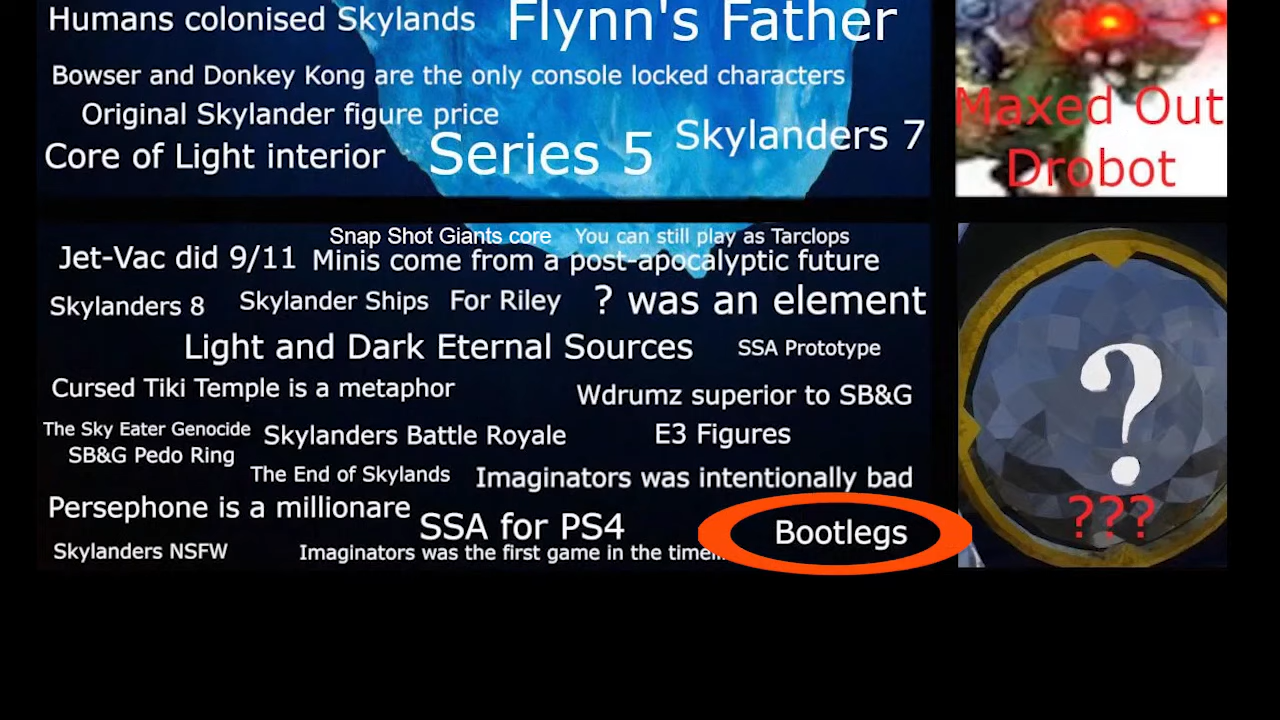 Humans colonised Skylands
Flynn's Father
Bowser and Donkey Kong are the only console locked characters
Original Skylander figure price
Core of Light interior
Series 5
Skylanders 7
Maxed Out
Drobot
Snap Shot Giants core
You can still play as Tarclops
Jet-Vac did 9/11
Minis come from a post-apocalyptic future
Skylanders 8
Skylander Ships
For Riley
? was an element
Light and Dark Eternal Sources
SSA Prototype
Cursed Tiki Temple is a metaphor
Wdrumz superior to SB&G
The Sky Eater Genocide
Skylanders Battle Royale
E3 Figures
SB&G Pedo Ring
The End of Skylands
Imaginators was intentionally bad
Persephone is a millionare
SSA for PS4
Bootlegs
Skylanders NSFW
Imaginators was the first game in the
?
???